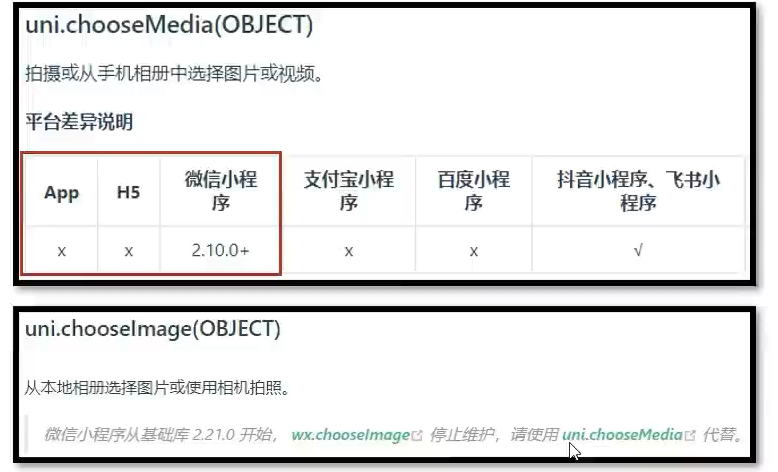 uni.chooseMedia(OBJECT)
拍摄或从手机相册中选择图片或视频。
平台差异说明
App H5 微信小程序 支付宝小程序 百度小程序 抖音小程序、飞书小程序
x x 2.10.0+ x x √
uni.chooseImage(OBJECT)
从本地相册选择图片或使用相机拍照。
微信小程序从基础库 2.21.0 开始， wx.chooseImage 停止维护，请使用 uni.chooseMedia 代替。